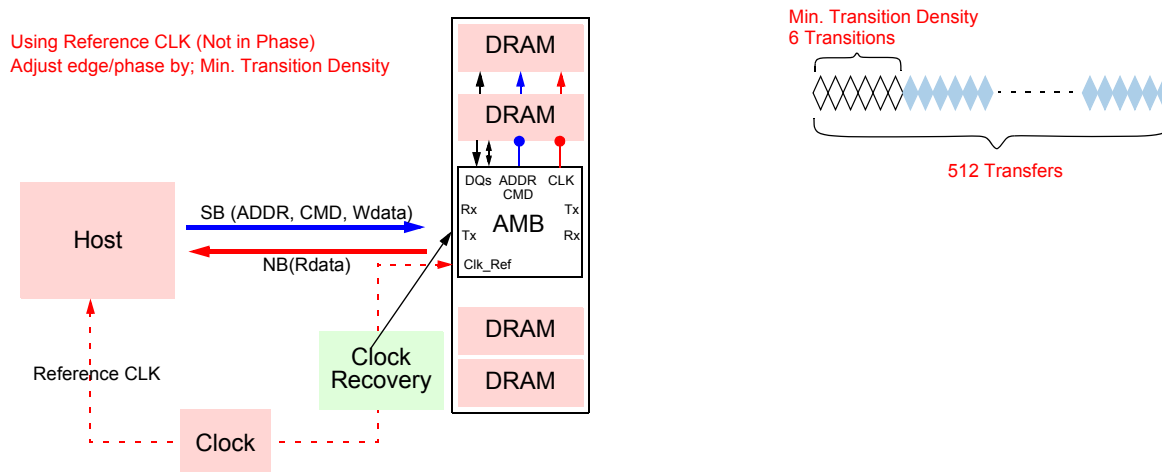 Using Reference CLK (Not in Phase)
Adjust edge/phase by; Min. Transition Density
DRAM
DRAM
DQs ADDR CLK
CMD
Rx Tx
AMB
Tx Rx
Clk_Ref
Host
SB (ADDR, CMD, Wdata)
NB(Rdata)
DRAM
DRAM
Clock
Recovery
Reference CLK
Clock
Min. Transition Density
6 Transitions
512 Transfers